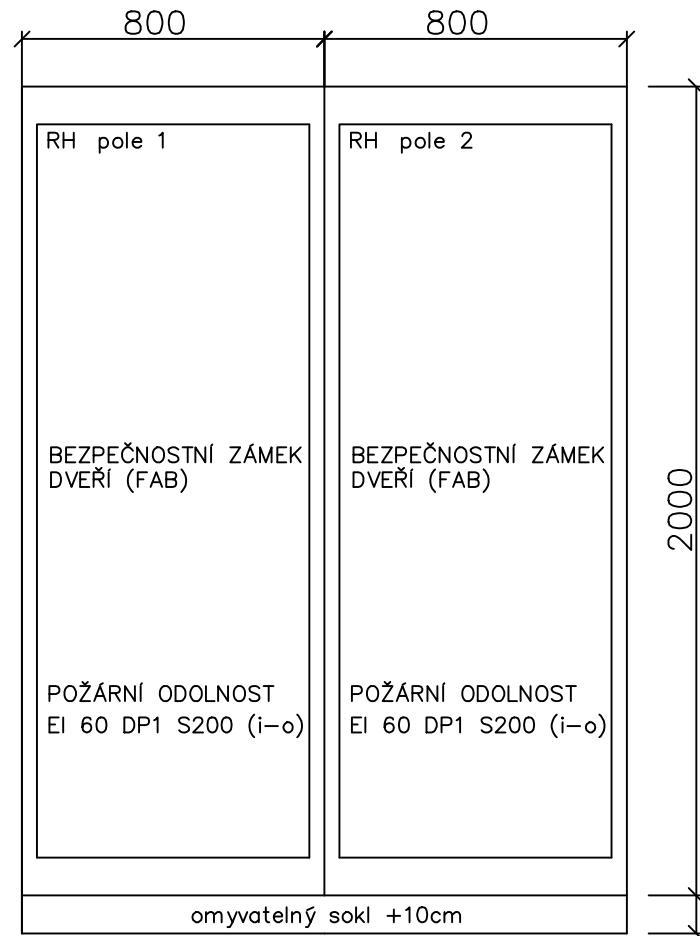 800
800
RH pole 1
RH pole 2
BEZPEČNOSTNÍ ZÁMEK
DVEŘÍ (FAB)
BEZPEČNOSTNÍ ZÁMEK
DVEŘÍ (FAB)
2000
POŽÁRNÍ ODOLNOST
EI 60 DP1 S200 (i-o)
POŽÁRNÍ ODOLNOST
EI 60 DP1 S200 (i-o)
omyvatelný sokl +10cm